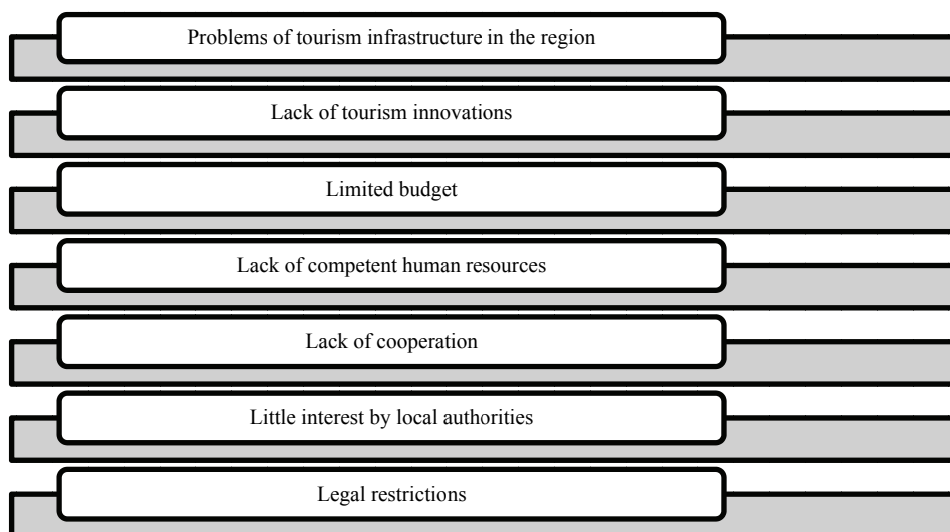 Problems of tourism infrastructure in the region
Lack of tourism innovations
Limited budget
Lack of competent human resources
Lack of cooperation
Little interest by local authorities
Legal restrictions